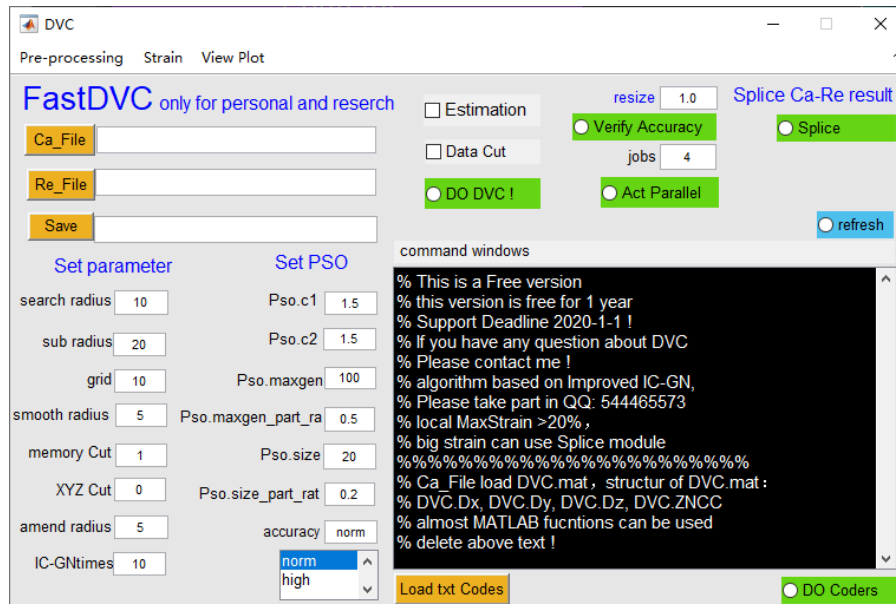 DVC
Pre-processing Strain View Plot
FastDVC only for personal and reserch
Ca_File
Re_File
Save
Estimation
Data Cut
DO DVC !
resize 1.0
Verify Accuracy
jobs 4
Act Parallel
Splice Ca-Re result
Splice
refresh
Set parameter
search radius 10
sub radius 20
grid 10
smooth radius 5
memory Cut 1
XYZ Cut 0
amend radius 5
IC-GNtimes 10
Set PSO
Pso.c1 1.5
Pso.c2 1.5
Pso.maxgen 100
Pso.maxgen_part_ra 0.5
Pso.size 20
Pso.size_part_rat 0.2
accuracy norm
norm
high
command windows
% This is a Free version
% this version is free for 1 year
% Support Deadline 2020-1-1 !
% If you have any question about DVC
% Please contact me !
% algorithm based on Improved IC-GN,
% Please take part in QQ: 544465573
% local MaxStrain >20%，
% big strain can use Splice module
%%%%%%%%%%%%%%%%%%%%%%%
% Ca_File load DVC.mat，structur of DVC.mat：
% DVC.Dx, DVC.Dy, DVC.Dz, DVC.ZNCC
% almost MATLAB fucntions can be used
% delete above text !
Load txt Codes
DO Coders